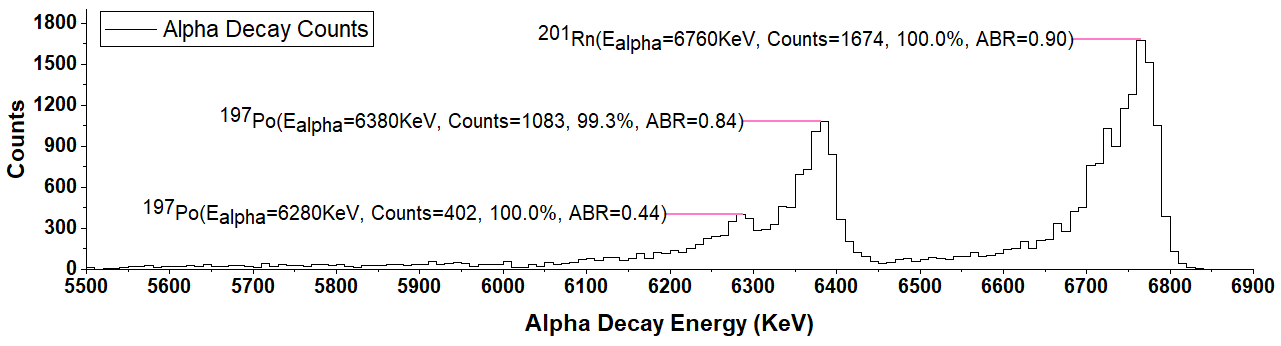 1800
1500
1200
900
600
300
0
Counts
Alpha Decay Counts
201Rn(Ealpha=6760KeV, Counts=1674, 100.0%, ABR=0.90)
197Po(Ealpha=6380KeV, Counts=1083, 99.3%, ABR=0.84)
197Po(Ealpha=6280KeV, Counts=402, 100.0%, ABR=0.44)
5500 5600 5700 5800 5900 6000 6100 6200 6300 6400 6500 6600 6700 6800 6900
Alpha Decay Energy (KeV)